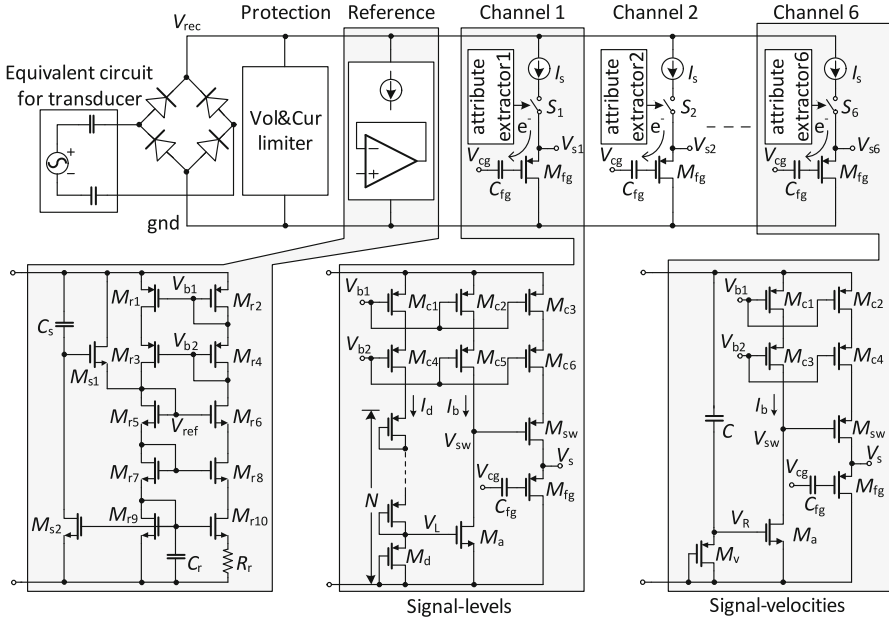 Protection Reference Channel 1 Channel 2 Channel 6
Vrec
Equivalent circuit
for transducer
Vol&Cur
limiter
gnd
attribute
extractor1
Is
S1
e-
Vs1
Vcg
Cfg
Mfg
attribute
extractor2
Is
S2
e-
Vs2
Vcg
Cfg
Mfg
attribute
extractor6
Is
S6
e-
Vs6
Vcg
Cfg
Mfg
Cs
Ms1
Ms2
Mr1
Vb1
Mr2
Mr3
Vb2
Mr4
Mr5
Vref
Mr6
Mr7
Mr8
Mr9
Mr10
Cr
Rr
Vb1
Mc1
Mc2
Mc3
Vb2
Mc4
Mc5
Mc6
Id
Ib
Vsw
Msw
Vs
Vcg
Cfg
Mfg
N
VL
Ma
Md
Signal-levels
Vb1
Mc1
Mc2
Vb2
Mc3
Mc4
Ib
C
Vsw
Msw
Vs
Vcg
Cfg
Mfg
VR
Ma
Mv
Signal-velocities